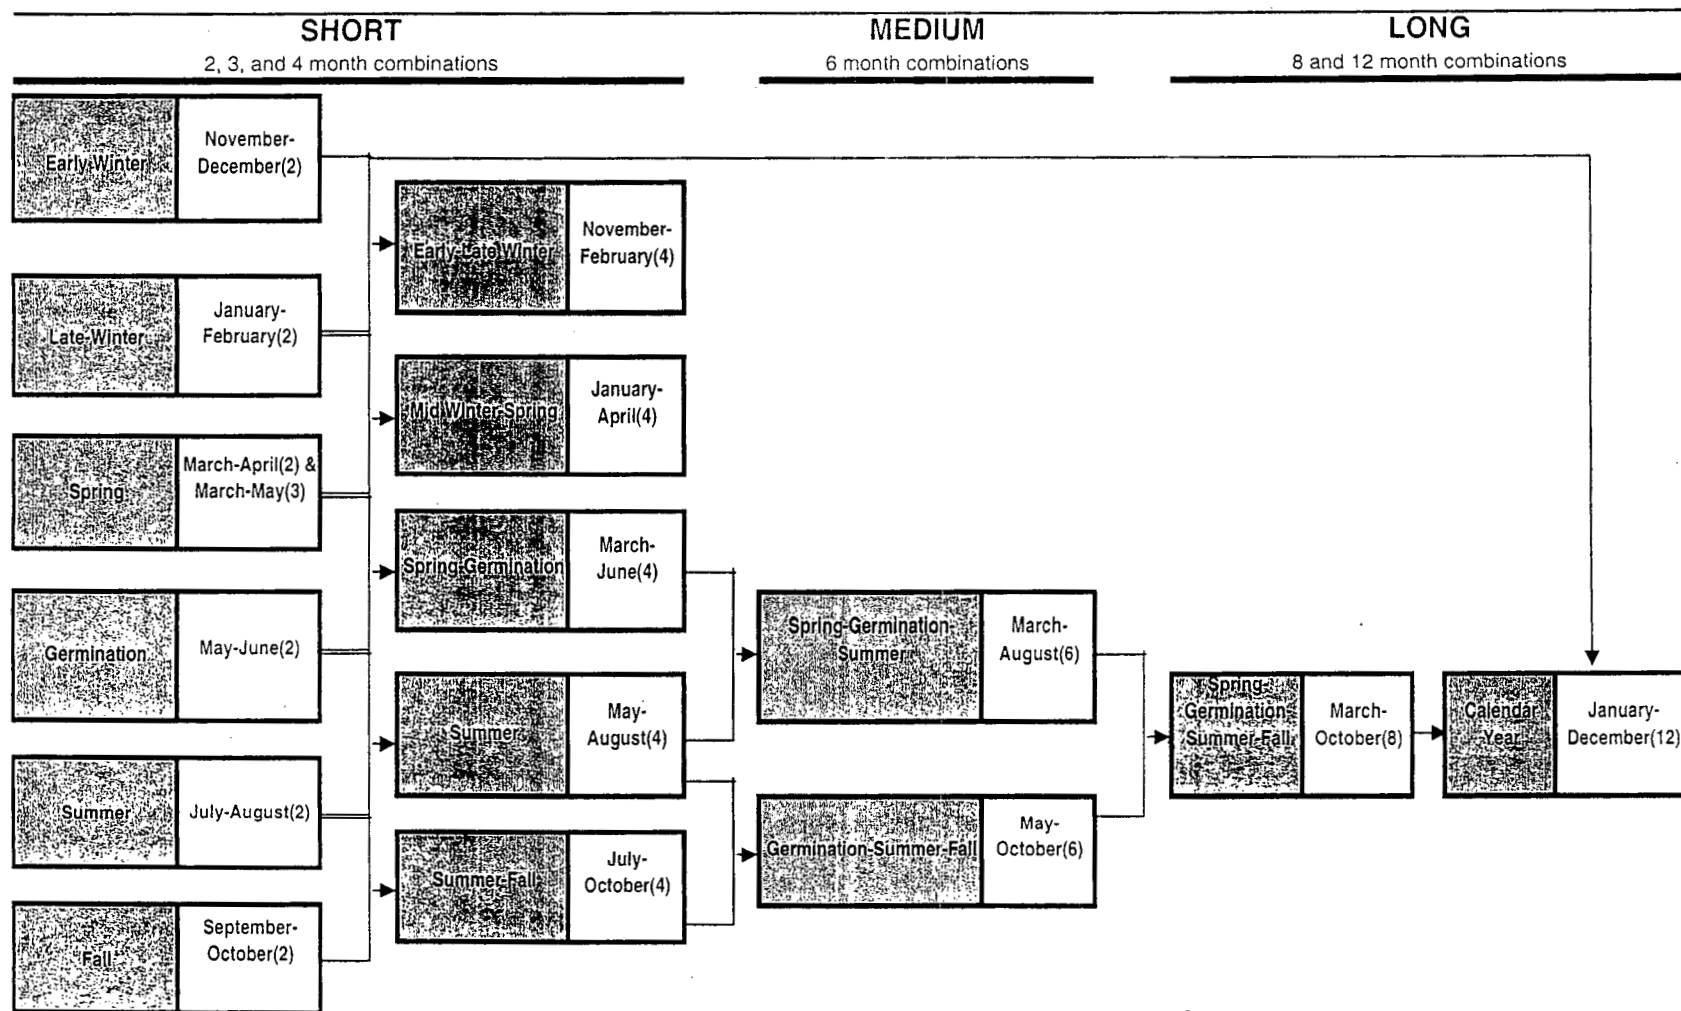 SHORT
2, 3, and 4 month combinations
MEDIUM
6 month combinations
LONG
8 and 12 month combinations
Early-Winter
November-
December(2)
Late-Winter
January-
February(2)
Spring
March-April(2) &
March-May(3)
Germination
May-June(2)
Summer
July-August(2)
Fall
September-
October(2)
Early-Late Winter
November-
February(4)
Mid Winter-Spring
January-
April(4)
Spring-Germination
March-
June(4)
Summer
May-
August(4)
Summer-Fall
July-
October(4)
Spring-Germination-
Summer
March-
August(6)
Germination-Summer-Fall
May-
October(6)
Spring-
Germination
Summer-Fall
March-
October(8)
Calendar
Year
January-
December(12)